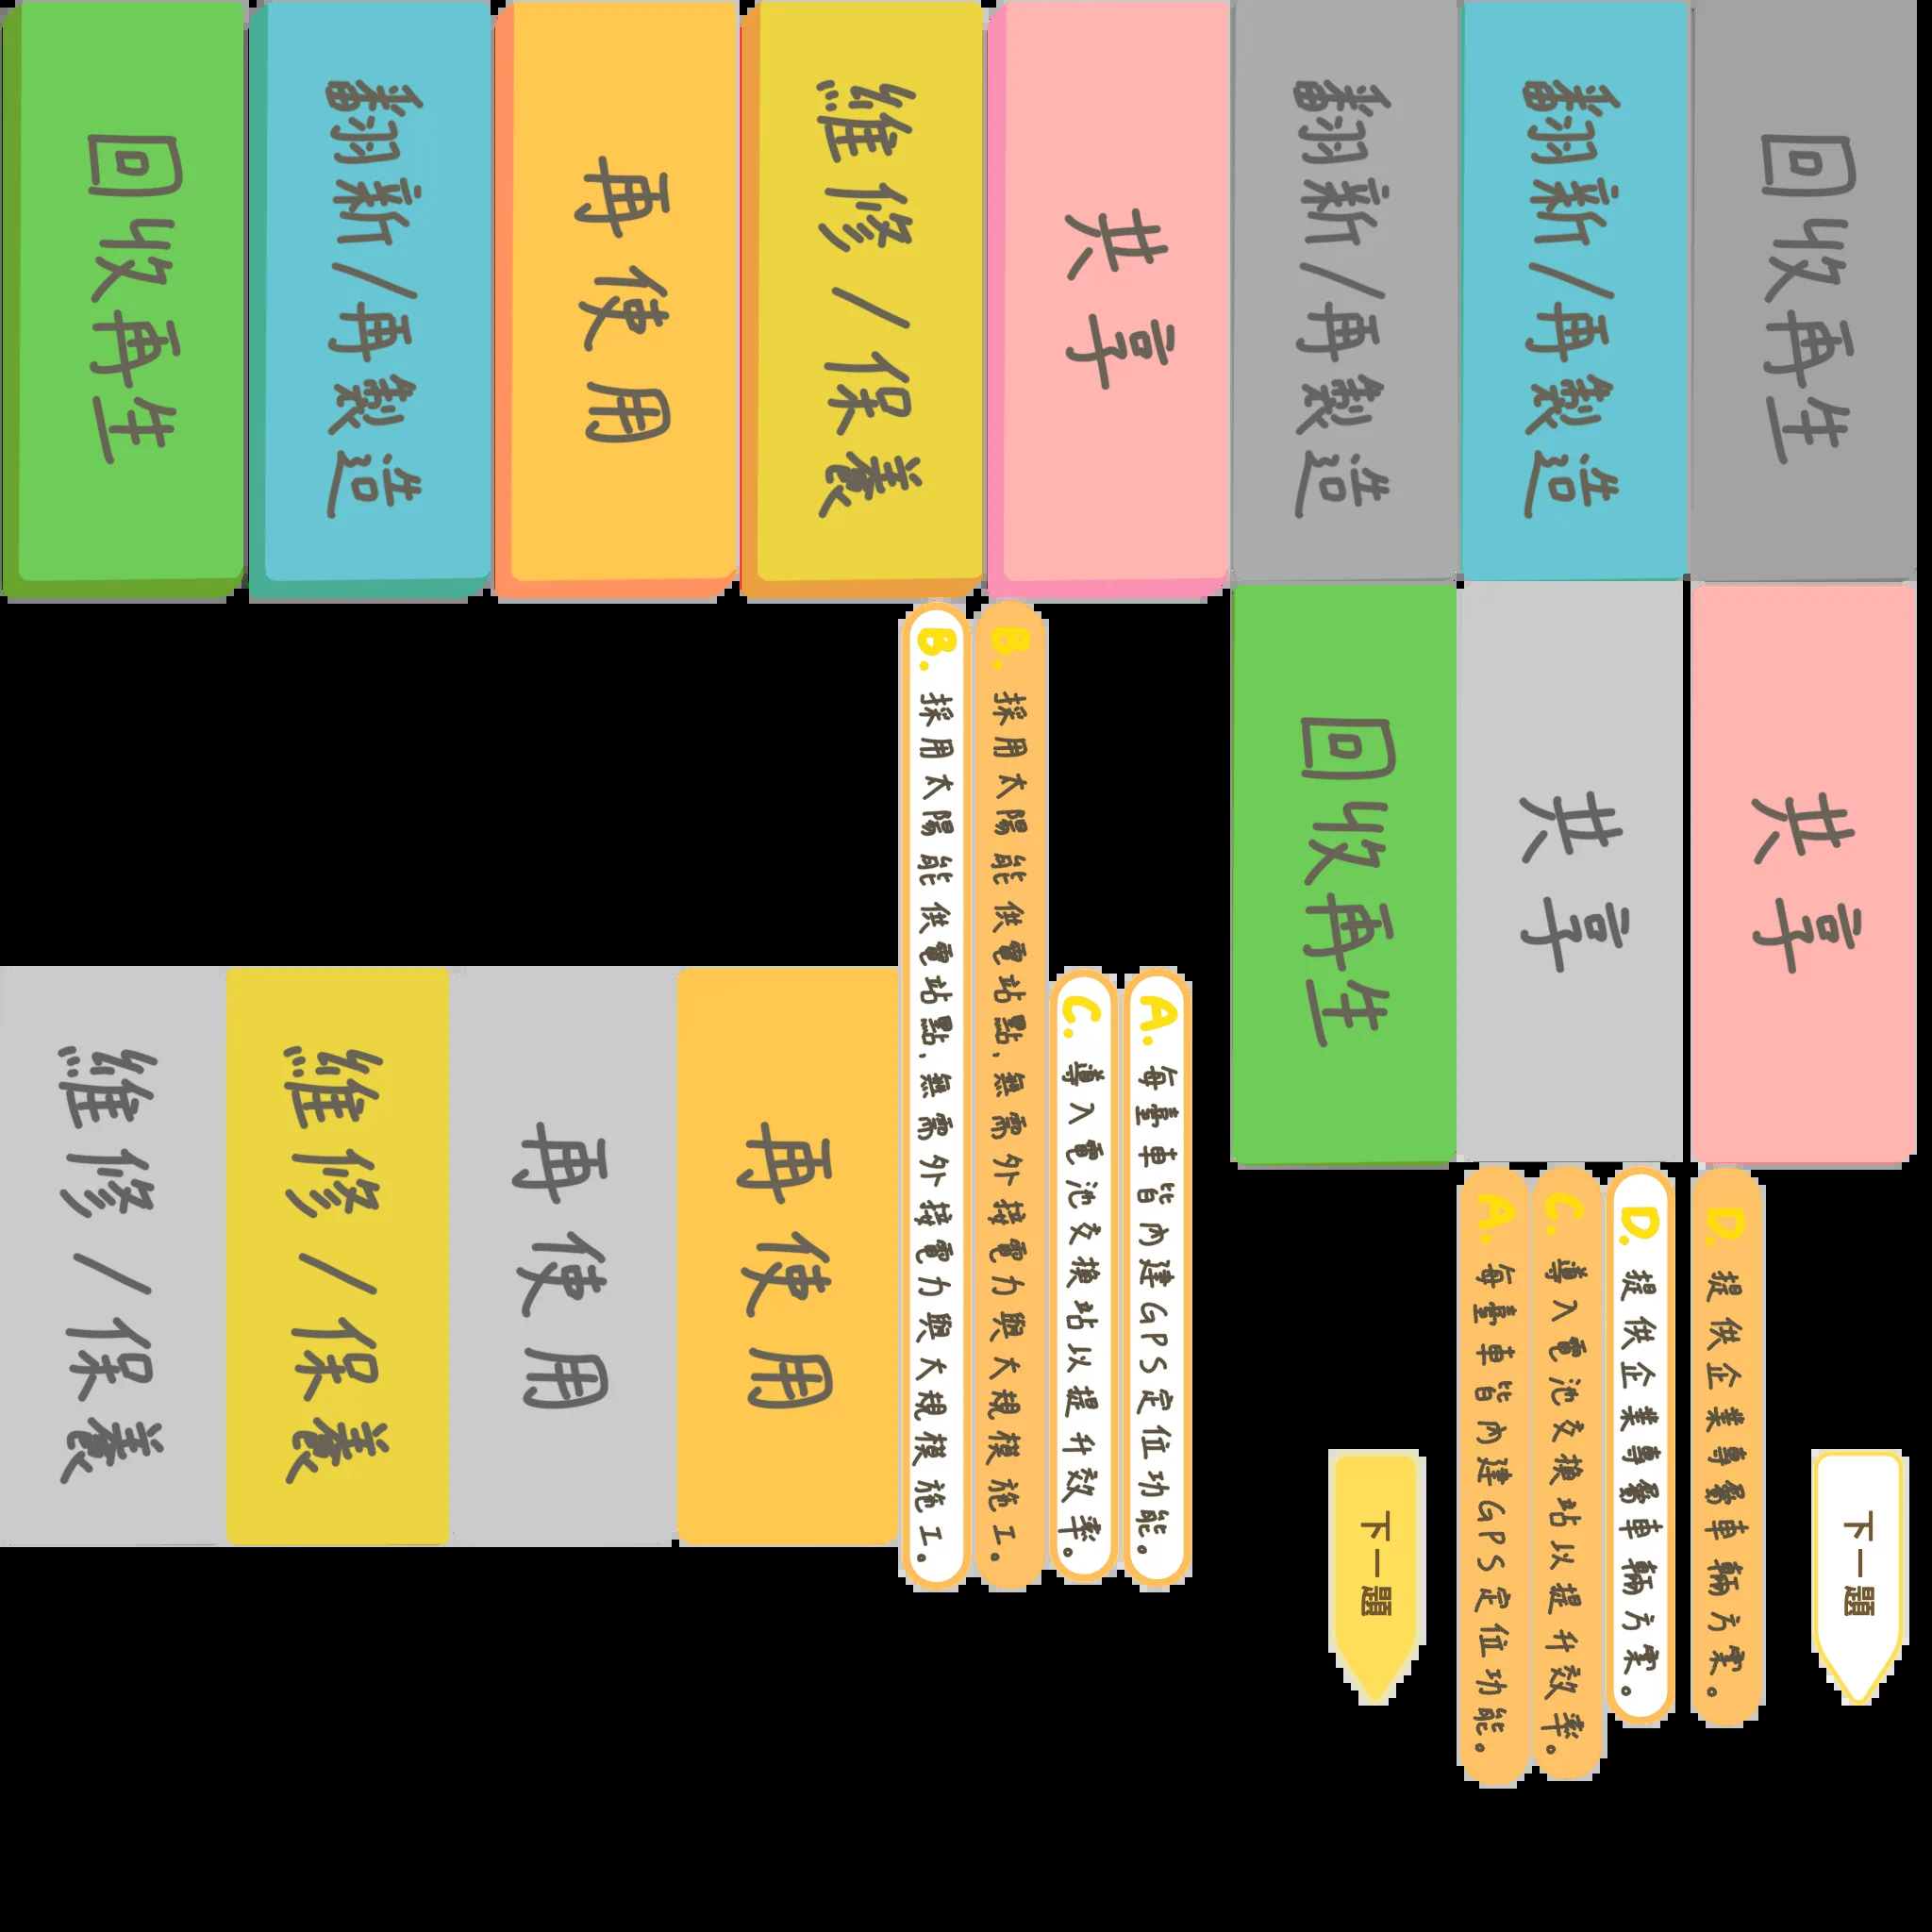 回收再生
翻新/再製造
再使用
維修/保養
共享
翻新/再製造
翻新/再製造
回收再生
回收再生
共享
共享
B. 採用太陽能供電站點,無需外接電力與大規模施工。
B. 採用太陽能供電站點,無需外接電力與大規模施工。
C. 導入電池交換站以提升效率。
A. 每臺車皆內建GPS定位功能。
維修/保養
維修/保養
再使用
再使用
A. 每臺車皆內建GPS定位功能。
C. 導入電池交換站以提升效率。
D. 提供企業專屬車輛方案。
D. 提供企業專屬車輛方案。
下一題
下一題